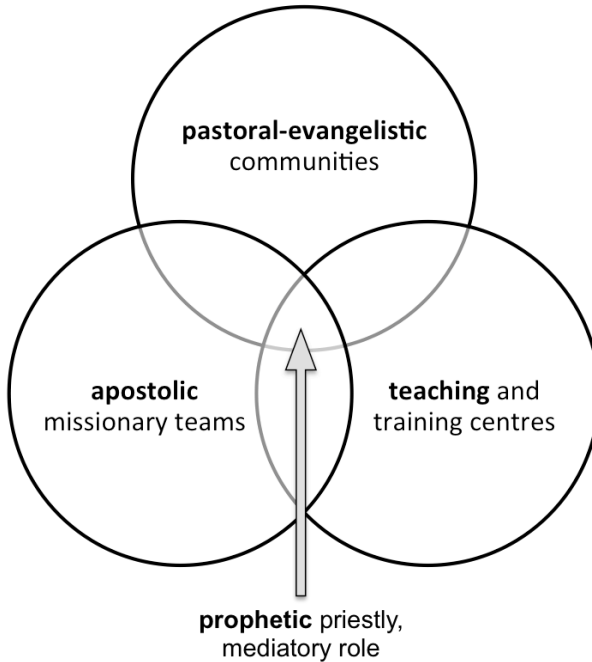 pastoral-evangelistic
communities
apostolic
missionary teams
teaching and
training centres
prophetic priestly,
mediatory role